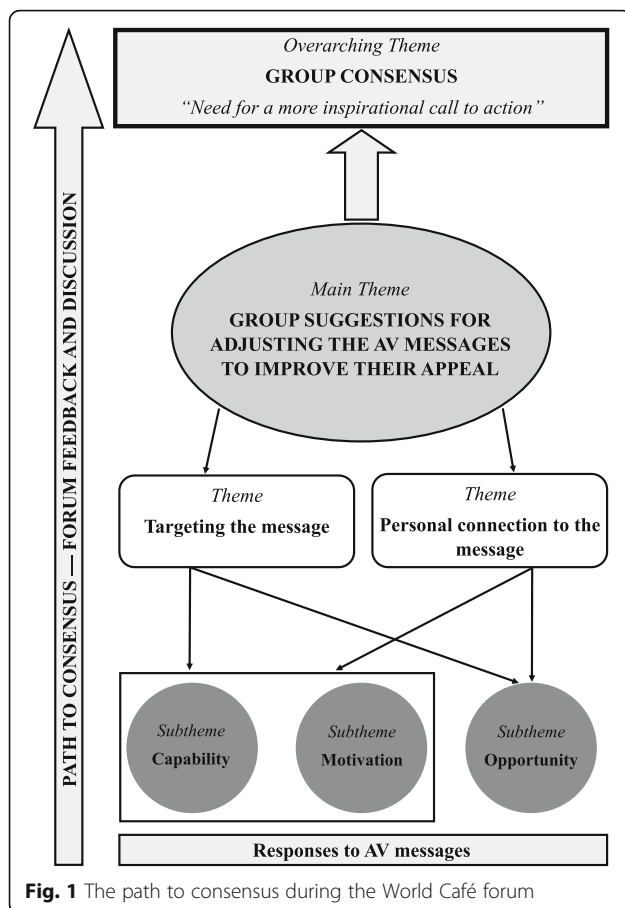 Overarching Theme
GROUP CONSENSUS
“Need for a more inspirational call to action”
PATH TO CONSENSUS — FORUM FEEDBACK AND DISCUSSION
Main Theme
GROUP SUGGESTIONS FOR
ADJUSTING THE AV MESSAGES
TO IMPROVE THEIR APPEAL
Theme
Targeting the message
Theme
Personal connection to the
message
Subtheme
Capability
Subtheme
Motivation
Subtheme
Opportunity
Responses to AV messages
Fig. 1 The path to consensus during the World Café forum